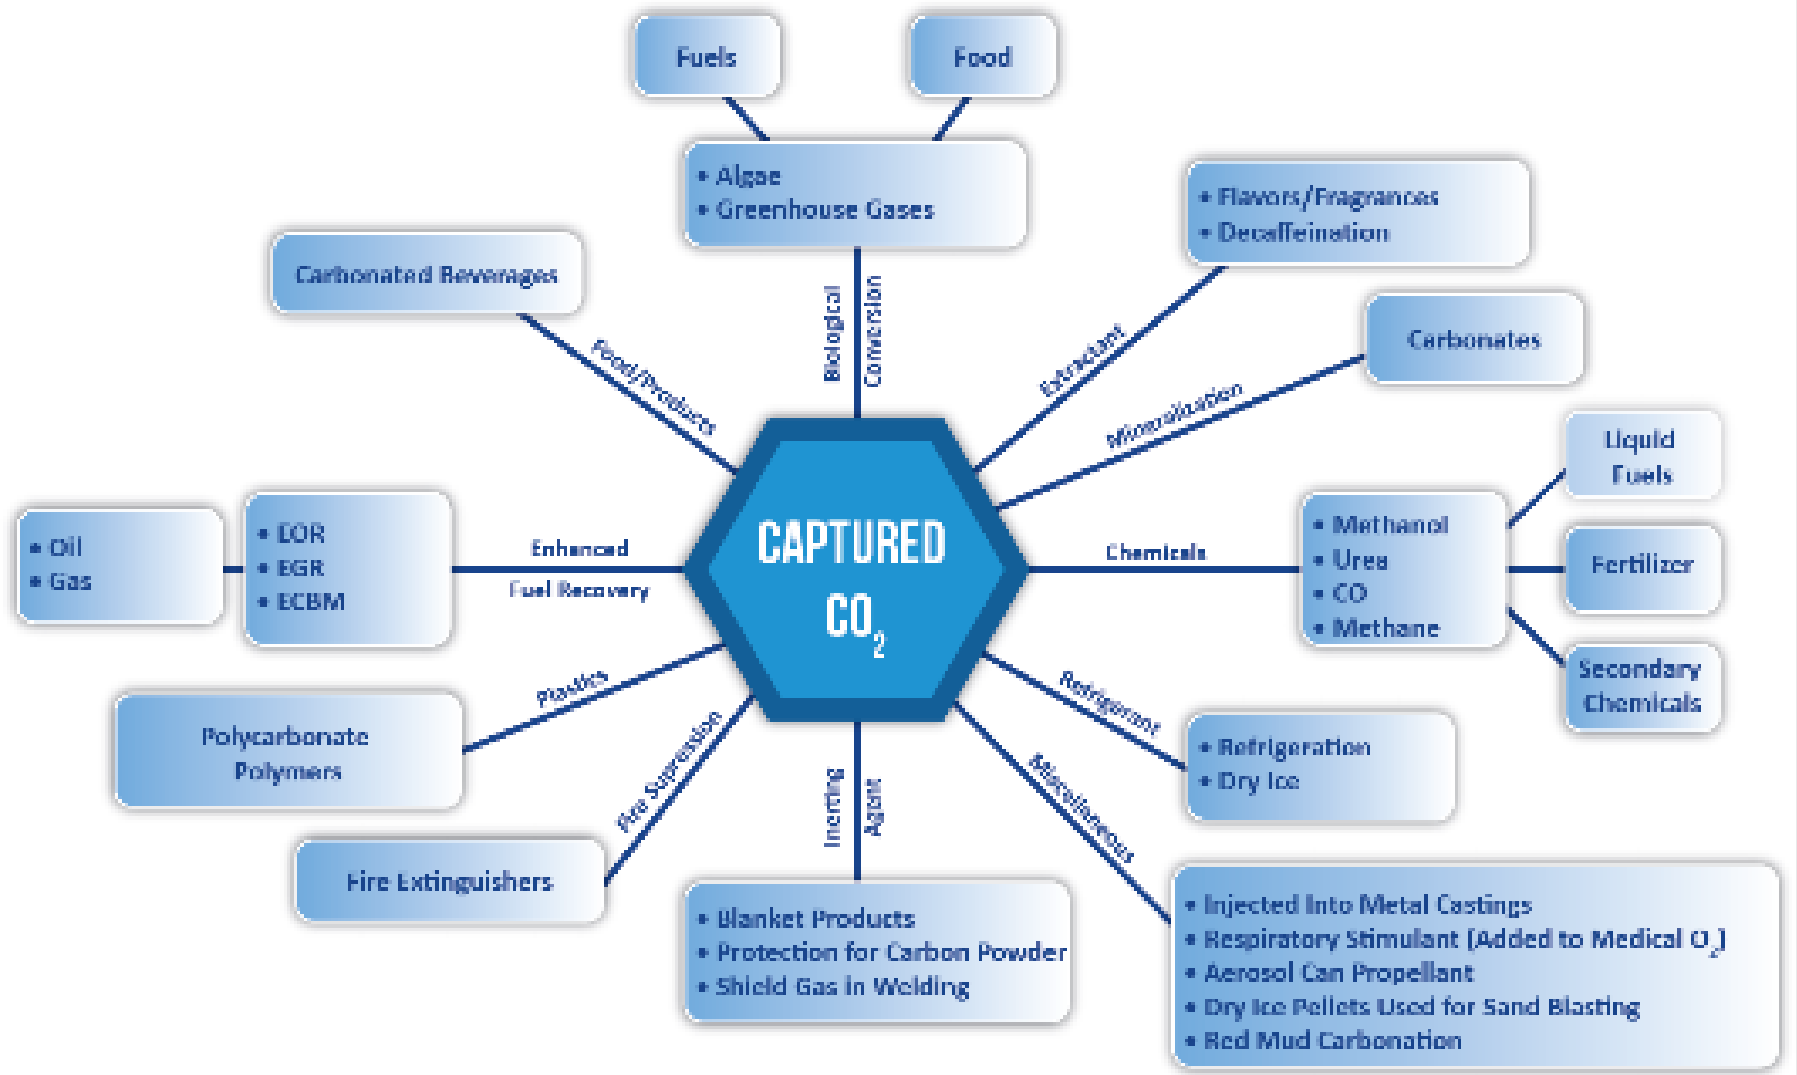 Fuels
Food
• Algae
• Greenhouse Gases
• Flavors/Fragrances
• Decaffeination
Carbonated Beverages
Carbonates
Biological
Conversion
Food/Products
Extractant
Mineralization
Liquid
Fuels
• Oil
• Gas
• EOR
• EGR
• ECBM
Enhanced
Fuel Recovery
CAPTURED
CO₂
Chemicals
• Methanol
• Urea
• CO
• Methane
Fertilizer
Secondary
Chemicals
Plastics
Polycarbonate
Polymers
Fire Supression
Fire Extinguishers
Inerting
Agent
• Blanket Products
• Protection for Carbon Powder
• Shield Gas in Welding
Refrigerant
• Refrigeration
• Dry Ice
Miscellaneous
• Injected Into Metal Castings
• Respiratory Stimulant (Added to Medical O₂)
• Aerosol Can Propellant
• Dry Ice Pellets Used for Sand Blasting
• Red Mud Carbonation